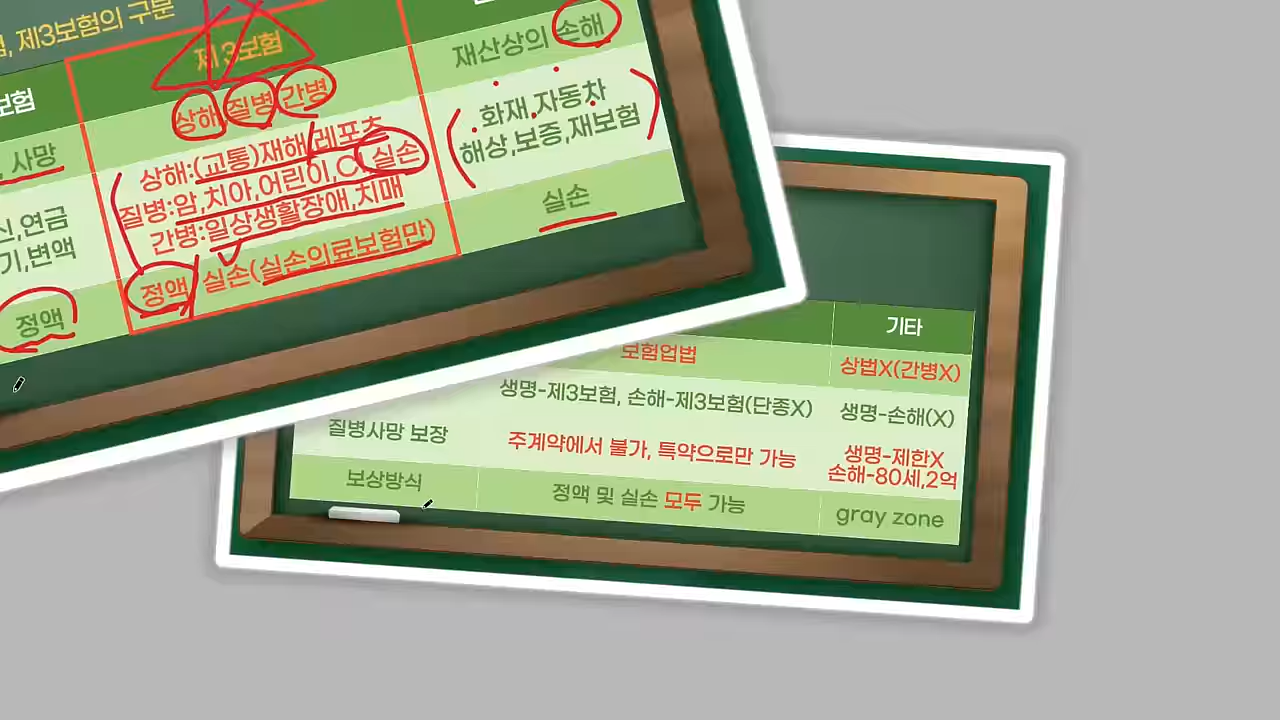 제3보험의 구분
제3보험
보험
재산상의 손해
상해 질병 간병
사망
화재,자동차
해상,보증,재보험
상해:(교통)재해,레포츠
질병:암,치아,어린이,CI,실손
간병:일상생활장애,치매
연금
변액
실손
정액
정액 실손(실손의료보험만)
기타
보험업법
상법X(간병X)
생명-제3보험, 손해-제3보험(단종X)
생명-손해(X)
질병사망 보장
주계약에서 불가, 특약으로만 가능
생명-제한X
손해-80세,2억
보상방식
정액 및 실손 모두 가능
gray zone